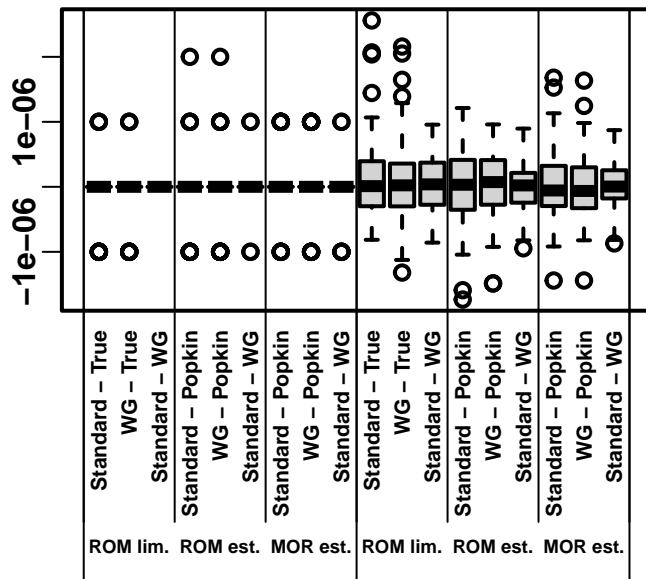 1e−06
−1e−06
Standard − True
WG − True
Standard − WG
Standard − Popkin
WG − Popkin
Standard − WG
Standard − Popkin
WG − Popkin
Standard − WG
Standard − True
WG − True
Standard − WG
Standard − Popkin
WG − Popkin
Standard − WG
Standard − Popkin
WG − Popkin
Standard − WG
ROM lim. ROM est. MOR est. ROM lim. ROM est. MOR est.